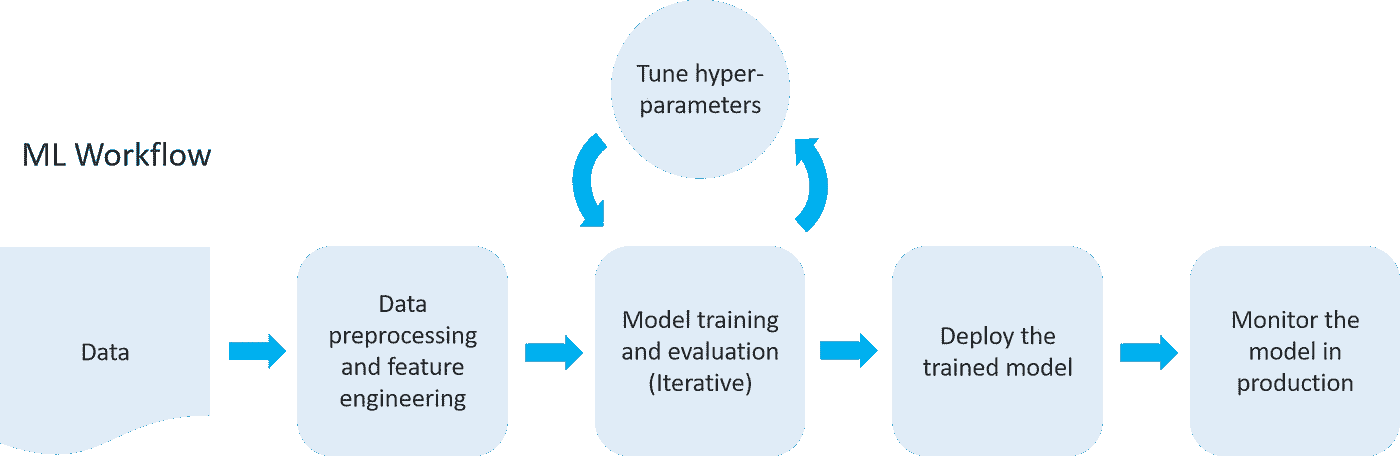 Tune hyper-
parameters
ML Workflow
Data
Data
preprocessing
and feature
engineering
Model training
and evaluation
(Iterative)
Deploy the
trained model
Monitor the
model in
production